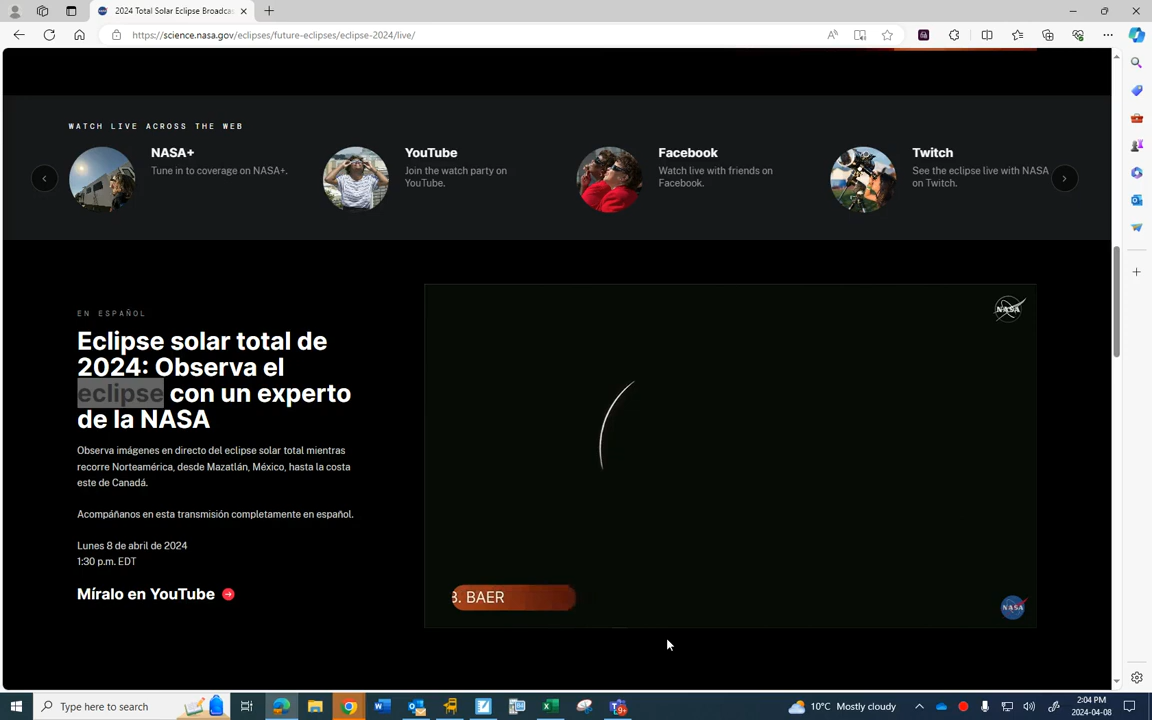 2024 Total Solar Eclipse Broadcas
https://science.nasa.gov/eclipses/future-eclipses/eclipse-2024/live/
WATCH LIVE ACROSS THE WEB
NASA+
Tune in to coverage on NASA+.
YouTube
Join the watch party on
YouTube.
Facebook
Watch live with friends on
Facebook.
Twitch
See the eclipse live with NASA
on Twitch.
EN ESPAÑOL
Eclipse solar total de
2024: Observa el
eclipse con un experto
de la NASA
Observa imágenes en directo del eclipse solar total mientras
recorre Norteamérica, desde Mazatlán, México, hasta la costa
este de Canadá.
Acompáñanos en esta transmisión completamente en español.
Lunes 8 de abril de 2024
1:30 p.m. EDT
Míralo en YouTube
NASA
B. BAER
NASA
Type here to search
10°C Mostly cloudy
2:04 PM
2024-04-08